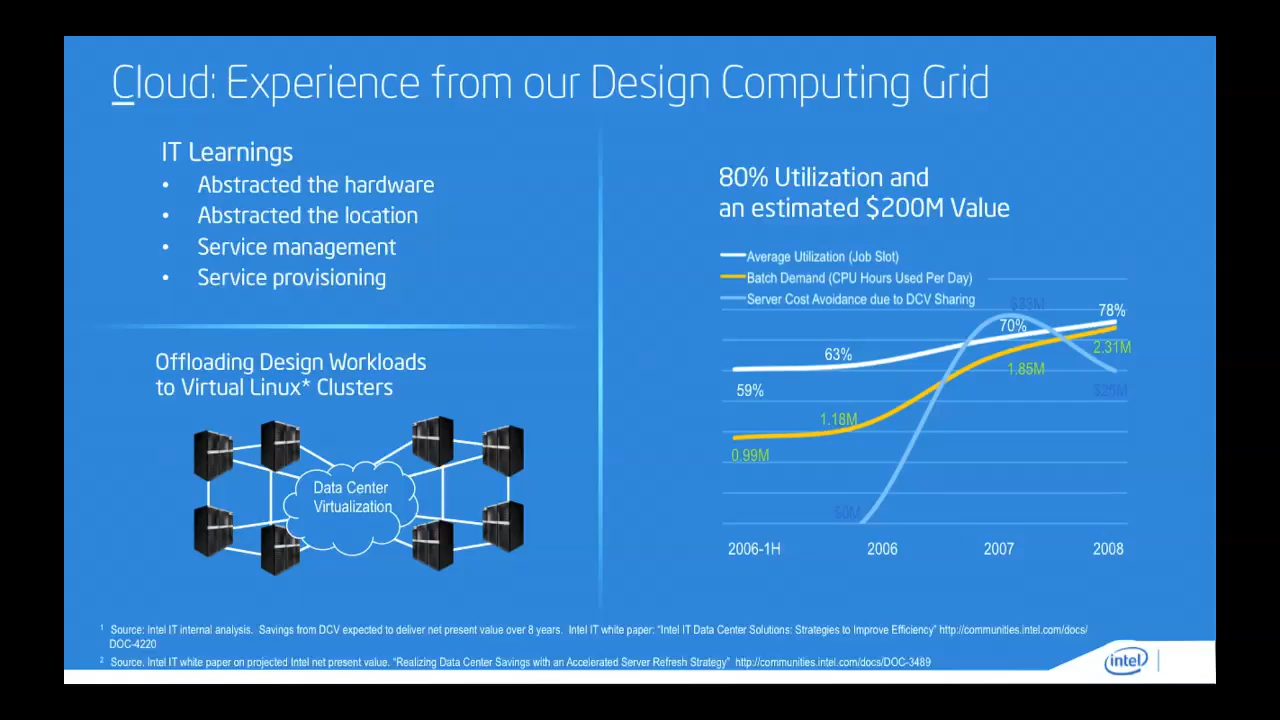 Cloud: Experience from our Design Computing Grid
IT Learnings
• Abstracted the hardware
• Abstracted the location
• Service management
• Service provisioning
Offloading Design Workloads
to Virtual Linux* Clusters
Data Center
Virtualization
80% Utilization and
an estimated $200M Value
Average Utilization (Job Slot)
Batch Demand (CPU Hours Used Per Day)
Server Cost Avoidance due to DCV Sharing
$33M
78%
70%
2.31M
63%
1.85M
59%
$25M
1.18M
0.99M
$0M
2006-1H 2006 2007 2008
1 Source: Intel IT internal analysis. Savings from DCV expected to deliver net present value over 8 years. Intel IT white paper: “Intel IT Data Center Solutions: Strategies to Improve Efficiency” http://communities.intel.com/docs/
DOC-4220
2 Source. Intel IT white paper on projected Intel net present value. “Realizing Data Center Savings with an Accelerated Server Refresh Strategy” http://communities.intel.com/docs/DOC-3489
intel